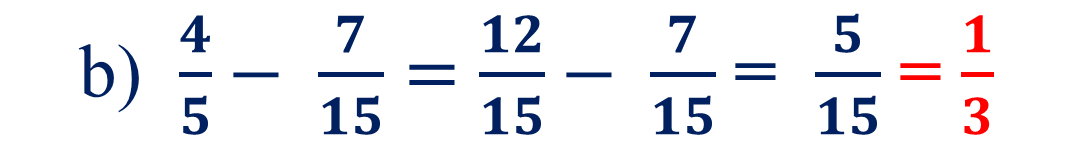 b) 4/5 − 7/15 = 12/15 − 7/15 = 5/15 = 1/3